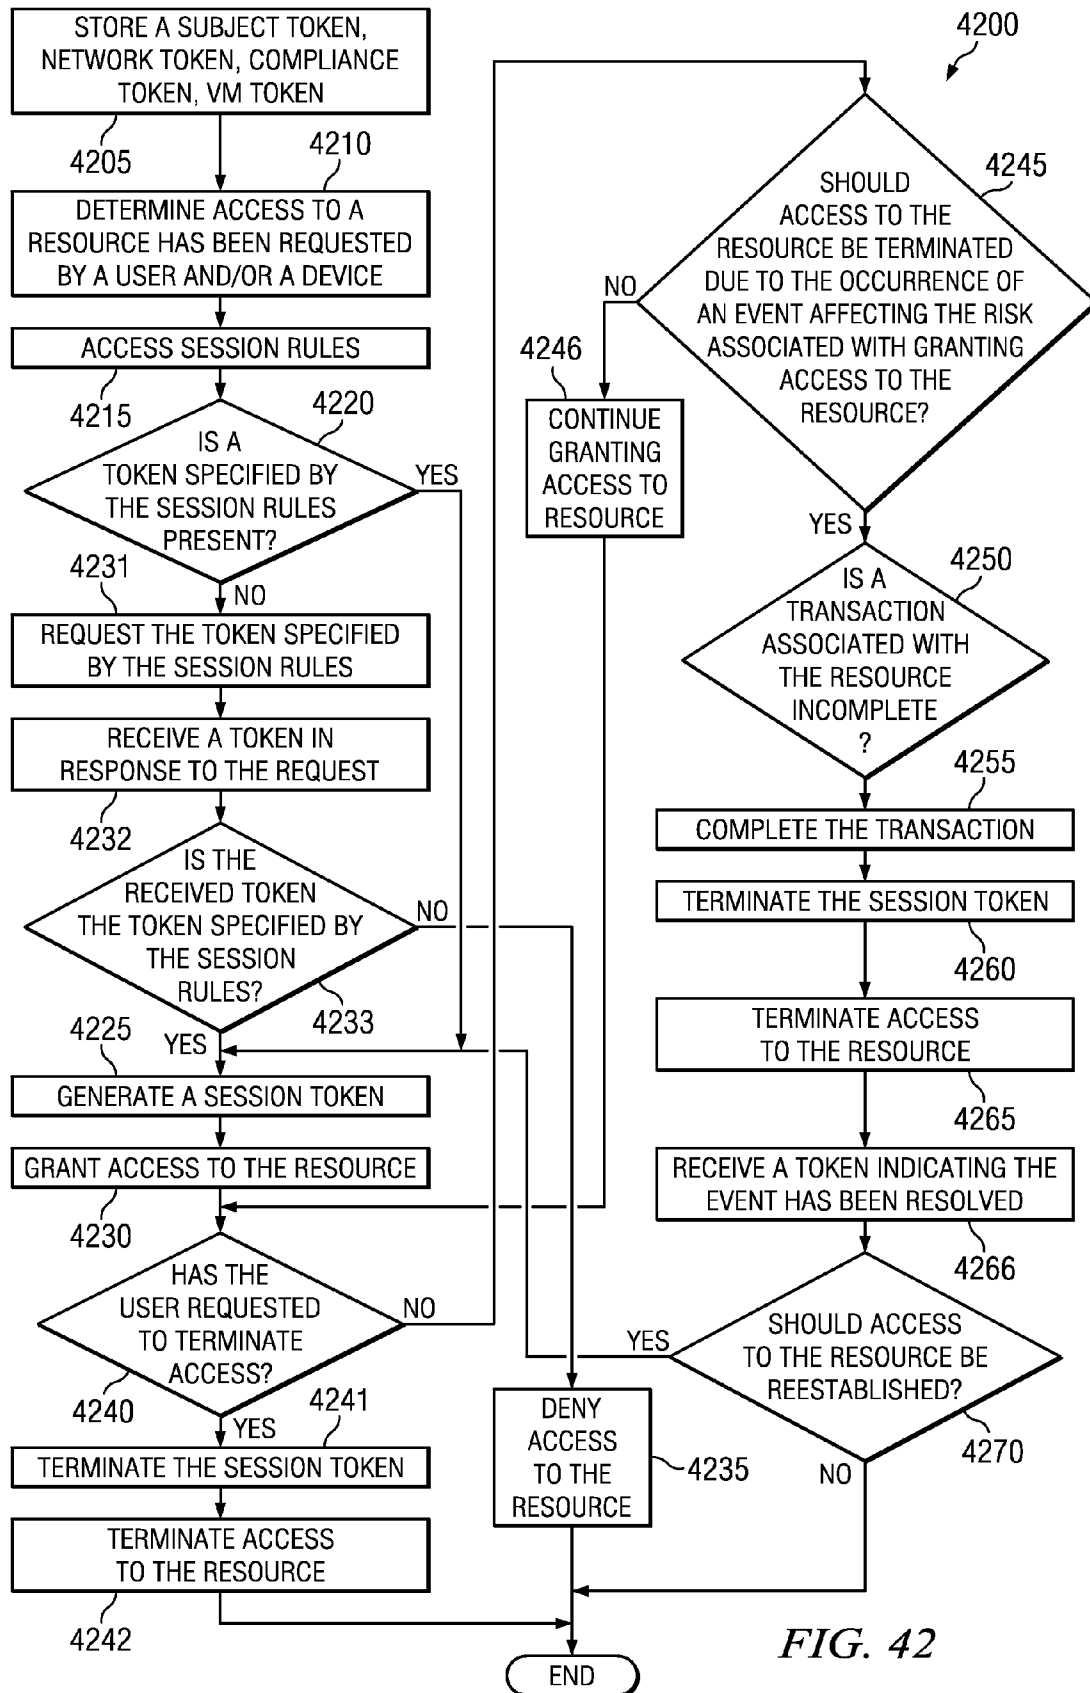 STORE A SUBJECT TOKEN,
NETWORK TOKEN, COMPLIANCE
TOKEN, VM TOKEN
4205
4210
DETERMINE ACCESS TO A
RESOURCE HAS BEEN REQUESTED
BY A USER AND/OR A DEVICE
ACCESS SESSION RULES
4215
4220
IS A
TOKEN SPECIFIED BY
THE SESSION RULES
PRESENT?
YES
4231
NO
REQUEST THE TOKEN SPECIFIED
BY THE SESSION RULES
RECEIVE A TOKEN IN
RESPONSE TO THE REQUEST
4232
IS THE
RECEIVED TOKEN
THE TOKEN SPECIFIED BY
THE SESSION
RULES?
NO
4233
4225
YES
GENERATE A SESSION TOKEN
GRANT ACCESS TO THE RESOURCE
4230
HAS THE
USER REQUESTED
TO TERMINATE
ACCESS?
NO
4240
4241
YES
TERMINATE THE SESSION TOKEN
TERMINATE ACCESS
TO THE RESOURCE
4242
4200
4245
SHOULD
ACCESS TO THE
RESOURCE BE TERMINATED
DUE TO THE OCCURRENCE OF
AN EVENT AFFECTING THE RISK
ASSOCIATED WITH GRANTING
ACCESS TO THE
RESOURCE?
NO
4246
CONTINUE
GRANTING
ACCESS TO
RESOURCE
YES
4250
IS A
TRANSACTION
ASSOCIATED WITH
THE RESOURCE
INCOMPLETE
?
4255
COMPLETE THE TRANSACTION
TERMINATE THE SESSION TOKEN
4260
TERMINATE ACCESS
TO THE RESOURCE
4265
RECEIVE A TOKEN INDICATING THE
EVENT HAS BEEN RESOLVED
4266
SHOULD ACCESS
TO THE RESOURCE BE
REESTABLISHED?
YES
4270
NO
DENY
ACCESS
TO THE
RESOURCE
4235
END
FIG. 42